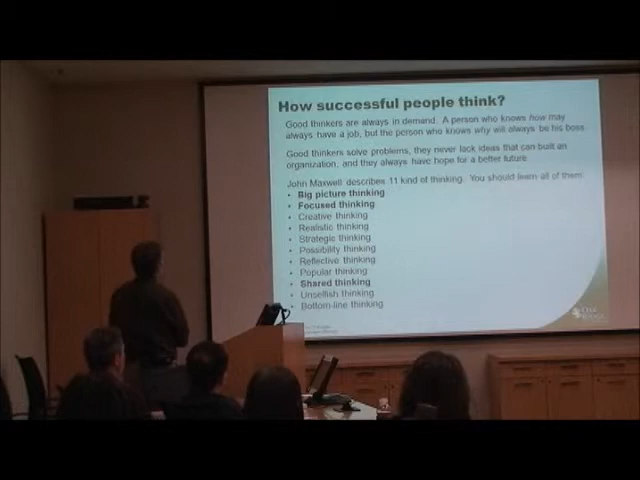 How successful people think?
Good thinkers are always in demand. A person who knows how may
always have a job, but the person who knows why will always be his boss.
Good thinkers solve problems, they never lack ideas that can built an
organization, and they always have hope for a better future.
John Maxwell describes 11 kind of thinking. You should learn all of them:
• Big picture thinking
• Focused thinking
• Creative thinking
• Realistic thinking
• Strategic thinking
• Possibility thinking
• Reflective thinking
• Popular thinking
• Shared thinking
• Unselfish thinking
• Bottom-line thinking
OAK
RIDGE